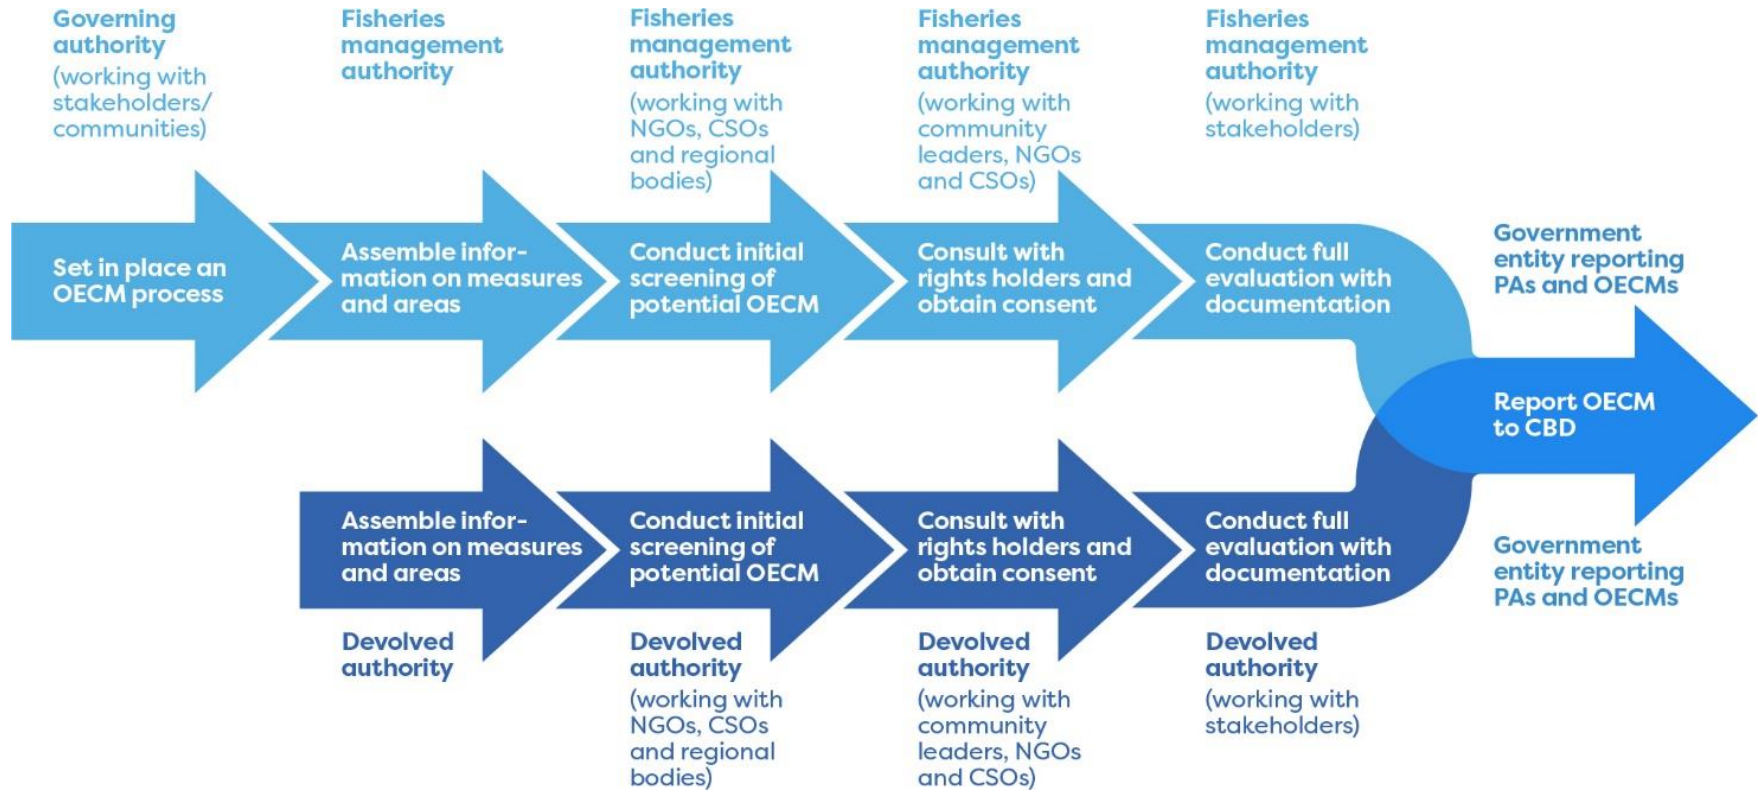 Governing
authority
(working with
stakeholders/
communities)
Fisheries
management
authority
Fisheries
management
authority
(working with
NGOs, CSOs
and regional
bodies)
Fisheries
management
authority
(working with
community
leaders, NGOs
and CSOs)
Fisheries
management
authority
(working with
stakeholders)
Set in place an
OECM process
Assemble infor-
mation on measures
and areas
Conduct initial
screening of
potential OECM
Consult with
rights holders and
obtain consent
Conduct full
evaluation with
documentation
Government
entity reporting
PAs and OECMs
Report OECM
to CBD
Assemble infor-
mation on measures
and areas
Conduct initial
screening of
potential OECM
Consult with
rights holders and
obtain consent
Conduct full
evaluation with
documentation
Government
entity reporting
PAs and OECMs
Devolved
authority
Devolved
authority
(working with
NGOs, CSOs
and regional
bodies)
Devolved
authority
(working with
community
leaders, NGOs
and CSOs)
Devolved
authority
(working with
stakeholders)